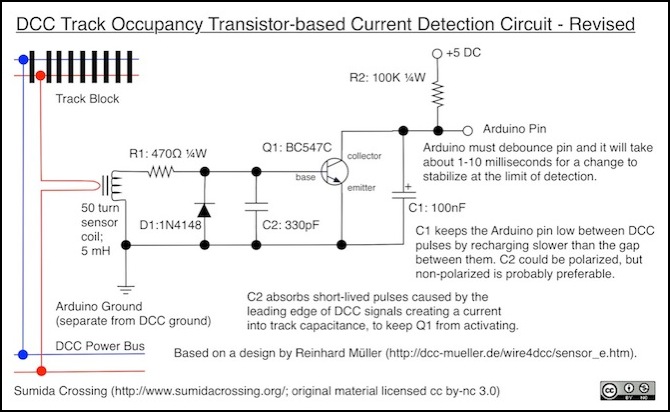 DCC Track Occupancy Transistor-based Current Detection Circuit - Revised
+5 DC
R2: 100K ¼W
Track Block
Arduino Pin
R1: 470Ω ¼W
Q1: BC547C
collector
base
emitter
Arduino must debounce pin and it will take
about 1-10 milliseconds for a change to
stabilize at the limit of detection.
+
50 turn
sensor
coil;
5 mH
D1:1N4148
C2: 330pF
C1: 100nF
C1 keeps the Arduino pin low between DCC
pulses by recharging slower than the gap
between them. C2 could be polarized, but
non-polarized is probably preferable.
Arduino Ground
(separate from DCC ground)
C2 absorbs short-lived pulses caused by the
leading edge of DCC signals creating a current
into track capacitance, to keep Q1 from activating.
DCC Power Bus
Based on a design by Reinhard Müller (http://dcc-mueller.de/wire4dcc/sensor_e.htm).
Sumida Crossing (http://www.sumidacrossing.org/; original material licensed cc by-nc 3.0)
cc
BY NC